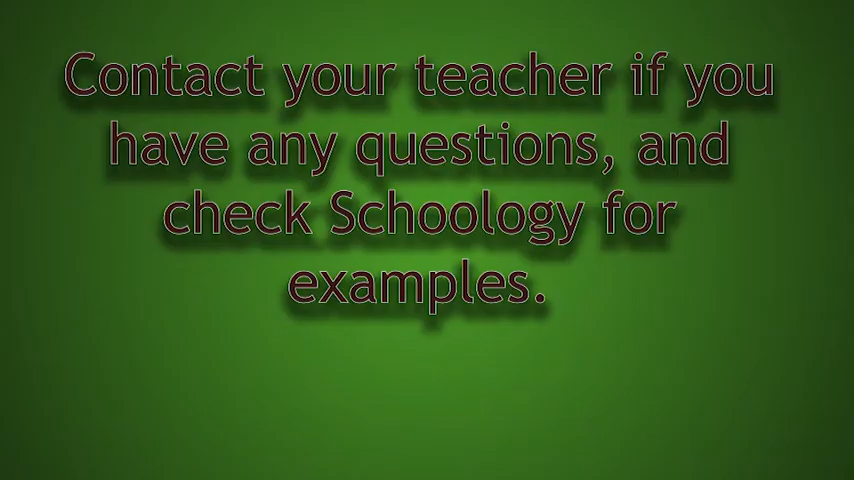 Contact your teacher if you
have any questions, and
check Schoology for
examples.